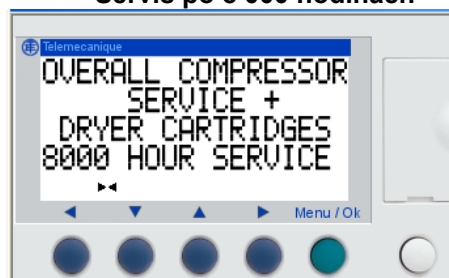 Servis po 8 000 hodinách
Telemecanique
OVERALL COMPRESSOR
SERVICE +
DRYER CARTRIDGES
8000 HOUR SERVICE
Menu / Ok